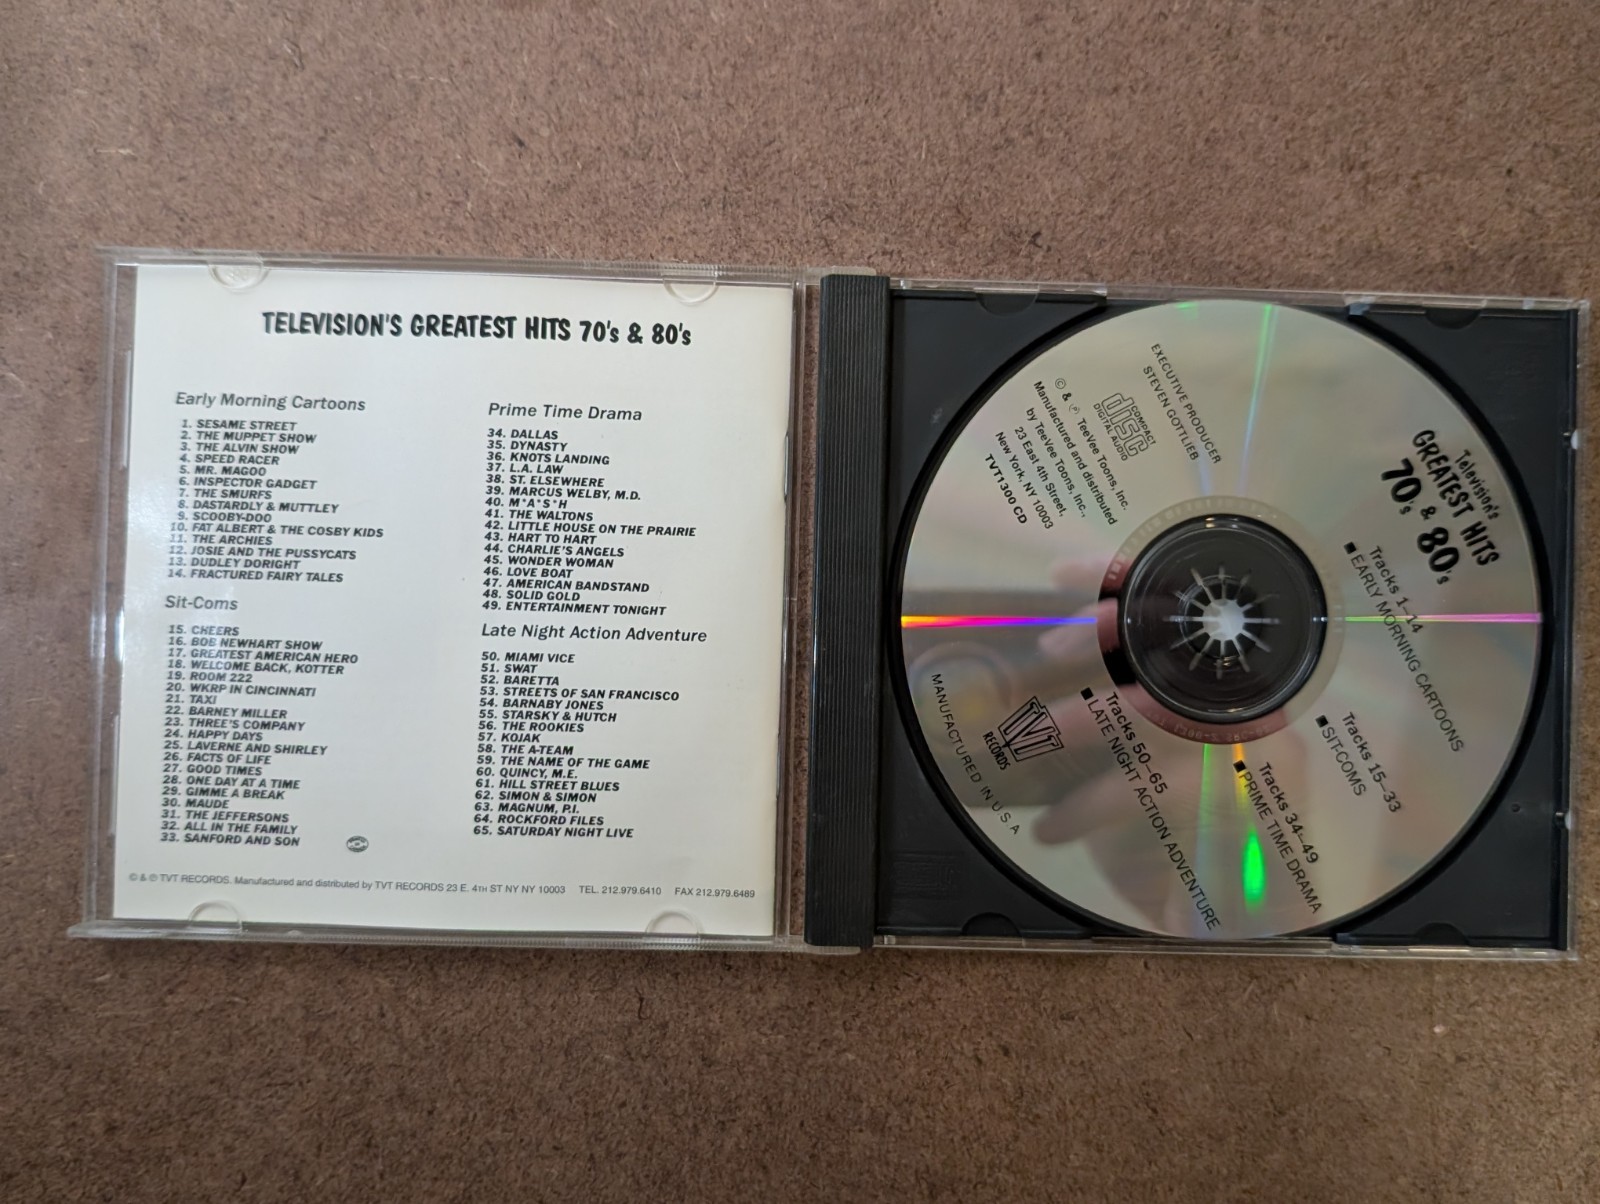 TELEVISION'S GREATEST HITS 70's & 80's
Early Morning Cartoons
1. SESAME STREET
2. THE MUPPET SHOW
3. THE ALVIN SHOW
4. SPEED RACER
5. MR. MAGOO
6. INSPECTOR GADGET
7. THE SMURFS
8. DASTARDLY & MUTTLEY
9. SCOOBY-DOO
10. FAT ALBERT & THE COSBY KIDS
11. THE ARCHIES
12. JOSIE AND THE PUSSYCATS
13. DUDLEY DORIGHT
14. FRACTURED FAIRY TALES
Sit-Coms
15. CHEERS
16. BOB NEWHART SHOW
17. GREATEST AMERICAN HERO
18. WELCOME BACK, KOTTER
19. ROOM 222
20. WKRP IN CINCINNATI
21. TAXI
22. BARNEY MILLER
23. THREE'S COMPANY
24. HAPPY DAYS
25. LAVERNE AND SHIRLEY
26. FACTS OF LIFE
27. GOOD TIMES
28. ONE DAY AT A TIME
29. GIMME A BREAK
30. MAUDE
31. THE JEFFERSONS
32. ALL IN THE FAMILY
33. SANFORD AND SON
Prime Time Drama
34. DALLAS
35. DYNASTY
36. KNOTS LANDING
37. L.A. LAW
38. ST. ELSEWHERE
39. MARCUS WELBY, M.D.
40. M*A*S*H
41. THE WALTONS
42. LITTLE HOUSE ON THE PRAIRIE
43. HART TO HART
44. CHARLIE'S ANGELS
45. WONDER WOMAN
46. LOVE BOAT
47. AMERICAN BANDSTAND
48. SOLID GOLD
49. ENTERTAINMENT TONIGHT
Late Night Action Adventure
50. MIAMI VICE
51. SWAT
52. BARETTA
53. STREETS OF SAN FRANCISCO
54. BARNABY JONES
55. STARSKY & HUTCH
56. THE ROOKIES
57. KOJAK
58. THE A-TEAM
59. THE NAME OF THE GAME
60. QUINCY, M.E.
61. HILL STREET BLUES
62. SIMON & SIMON
63. MAGNUM, P.I.
64. ROCKFORD FILES
65. SATURDAY NIGHT LIVE
© & ℗ TVT RECORDS. Manufactured and distributed by TVT RECORDS 23 E. 4TH ST NY NY 10003 TEL. 212.979.6410 FAX 212.979.6489
Television's
GREATEST HITS
70's & 80's
Tracks 1–14
■ EARLY MORNING CARTOONS
Tracks 15–33
■ SIT-COMS
Tracks 34–49
■ PRIME TIME DRAMA
Tracks 50–65
■ LATE NIGHT ACTION ADVENTURE
EXECUTIVE PRODUCER
STEVEN GOTTLIEB
COMPACT
disc
DIGITAL AUDIO
© & ℗ TeeVee Toons, Inc.
Manufactured and distributed
by TeeVee Toons, Inc.,
23 East 4th Street,
New York, NY 10003
TVT1300 CD
TVT
RECORDS
MANUFACTURED IN U S A